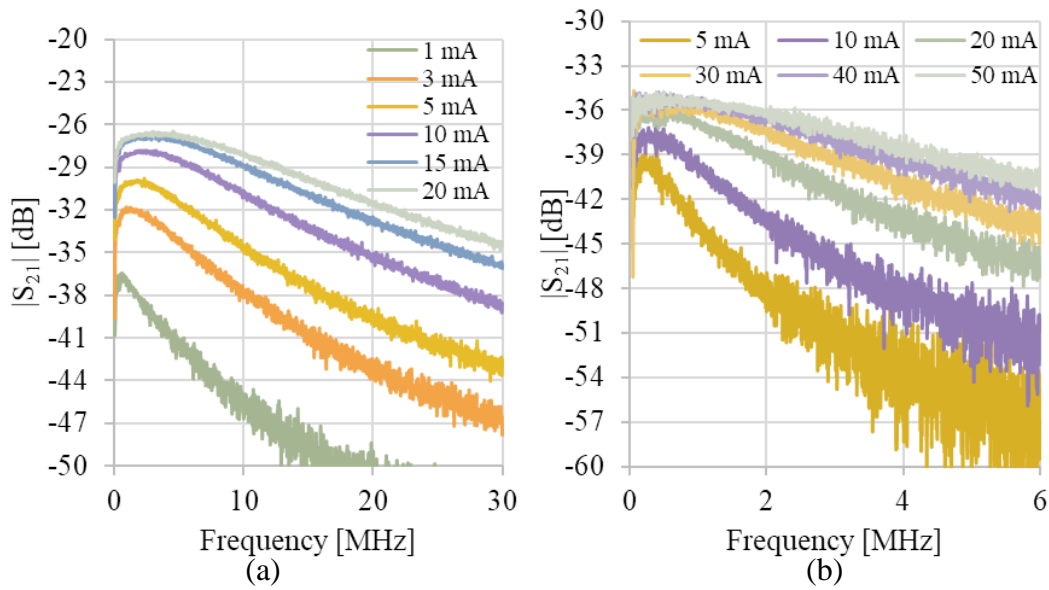 -20
-23
-26
-29
-32
-35
-38
-41
-44
-47
-50
|S21| [dB]
1 mA
3 mA
5 mA
10 mA
15 mA
20 mA
0
10
20
30
Frequency [MHz]
(a)
-30
-33
-36
-39
-42
-45
-48
-51
-54
-57
-60
|S21| [dB]
5 mA 10 mA 20 mA
30 mA 40 mA 50 mA
0
2
4
6
Frequency [MHz]
(b)